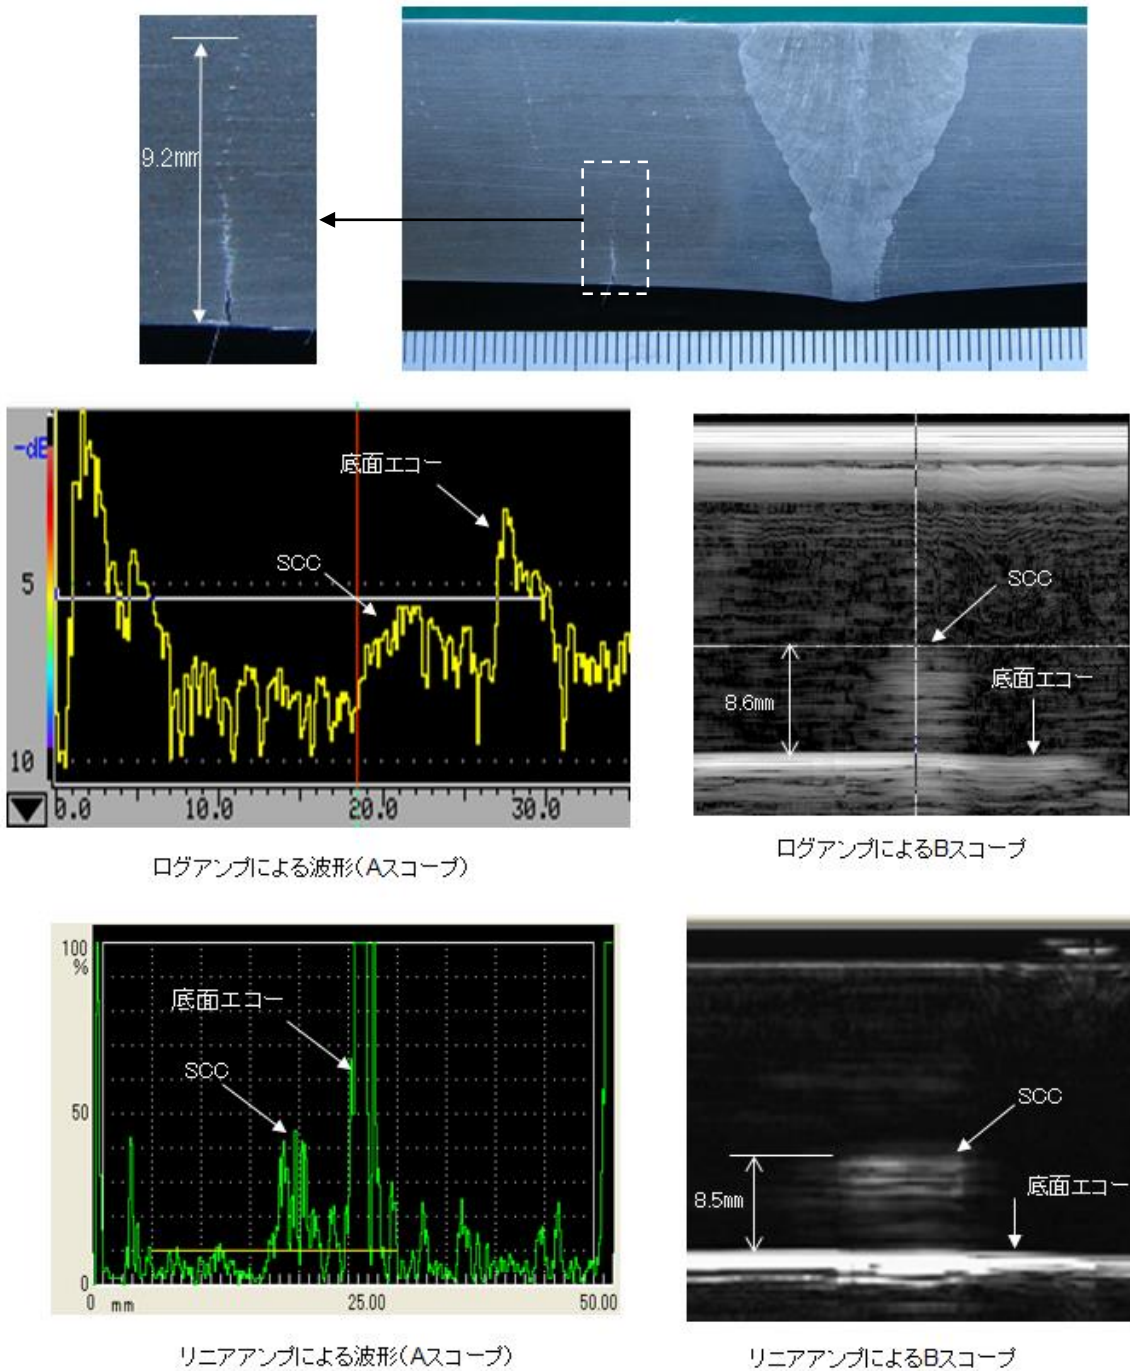 9.2mm
-dB
底面エコー
SCC
5
10
0.0
10.0
20.0
30.0
SCC
底面エコー
8.6mm
ログアンプによる波形(Aスコープ)
ログアンプによるBスコープ
100
%
底面エコー
SCC
50
0
0 mm 25.00 50.00
SCC
底面エコー
8.5mm
リニアアンプによる波形(Aスコープ)
リニアアンプによるBスコープ